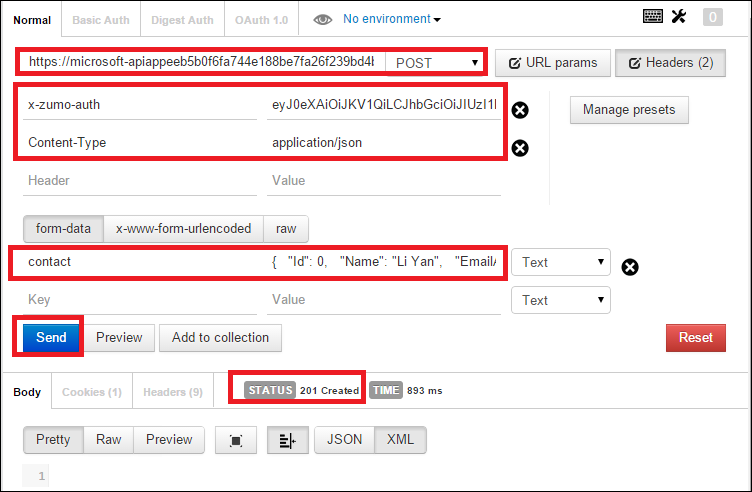 Normal Basic Auth Digest Auth OAuth 1.0 No environment 0
https://microsoft-apiappeeb5b0f6fa744e188be7fa26f239bd4b POST URL params Headers (2)
x-zumo-auth eyJ0eXAiOiJKV1QiLCJhbGciOiJIUzI1 Manage presets
Content-Type application/json
Header Value
form-data x-www-form-urlencoded raw
contact { "Id": 0, "Name": "Li Yan", "EmailA Text
Key Value Text
Send Preview Add to collection Reset
Body Cookies (1) Headers (9) STATUS 201 Created TIME 893 ms
Pretty Raw Preview JSON XML
1